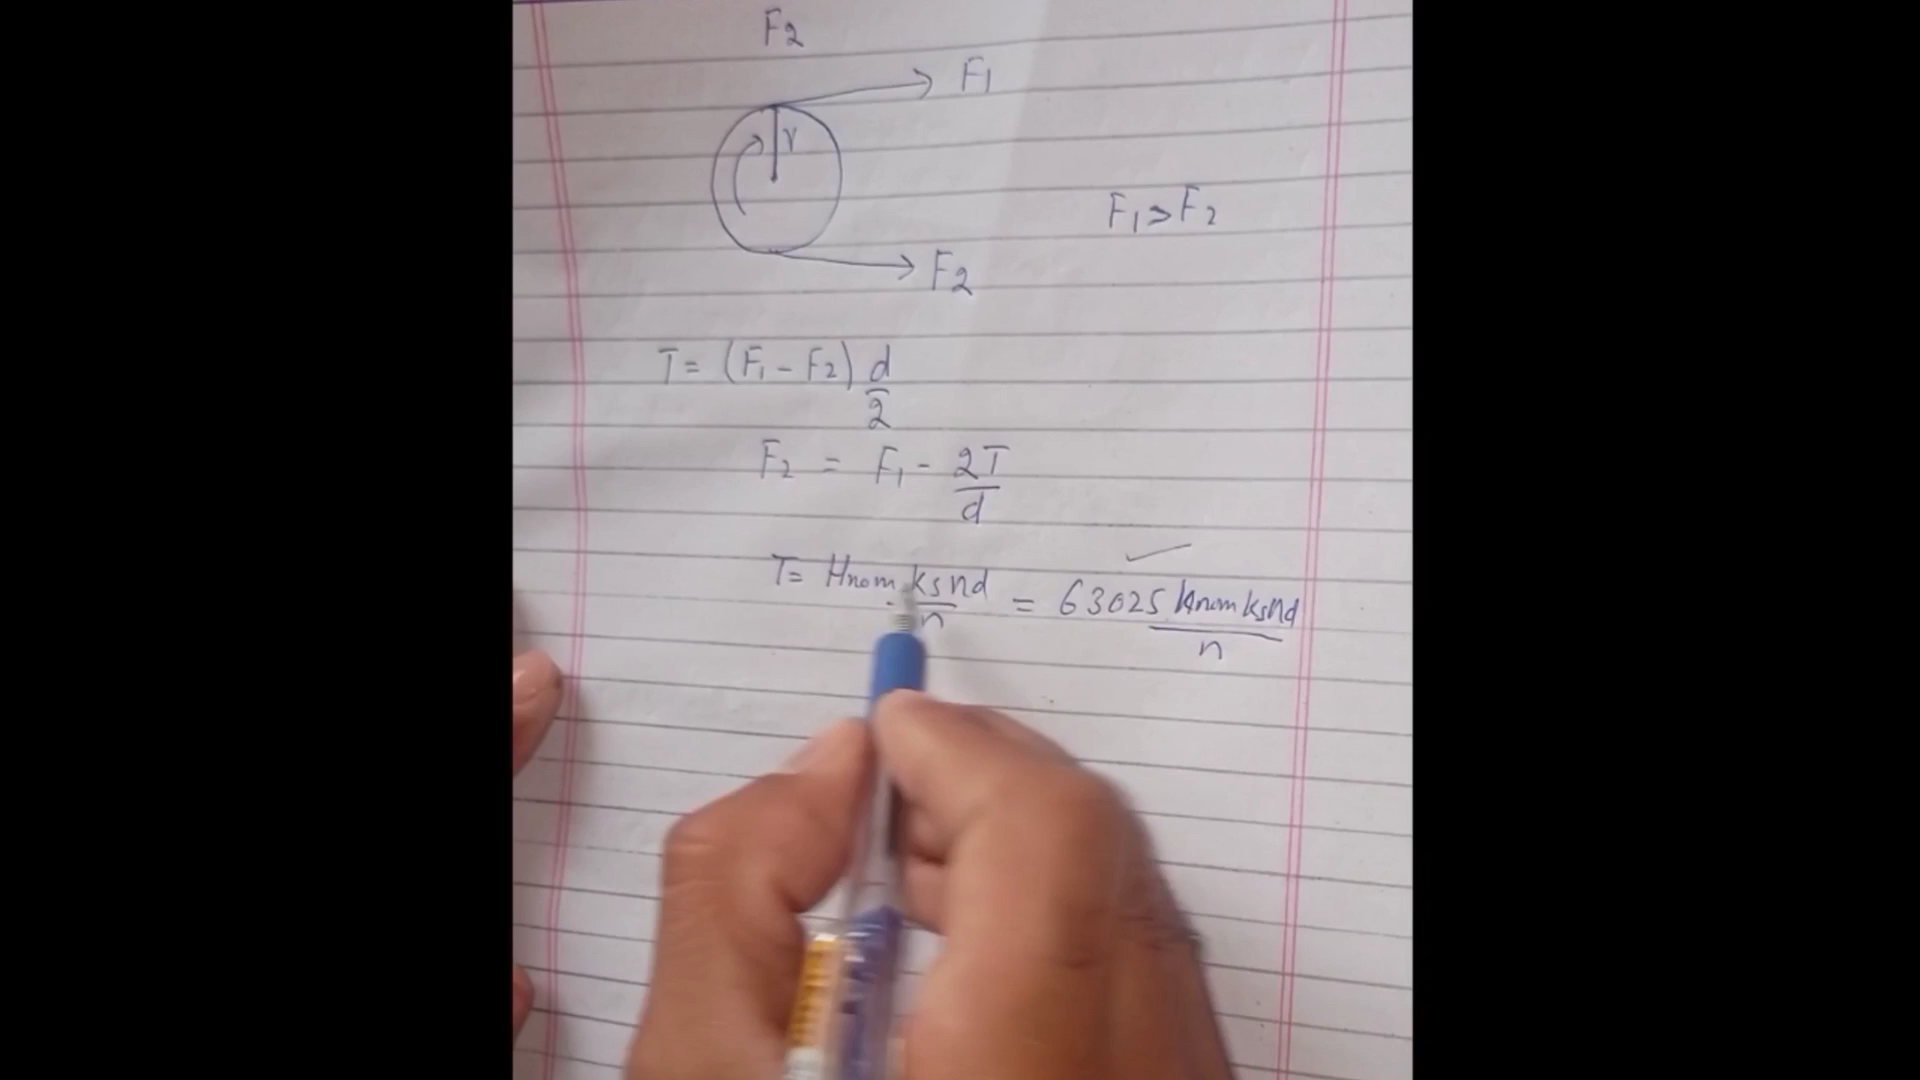 F2
F1
r
F1 > F2
F2
T = (F1 - F2) d/2
F2 = F1 - 2T/d
T = Hnom ks nd / n = 63025 Hnom ks nd / n